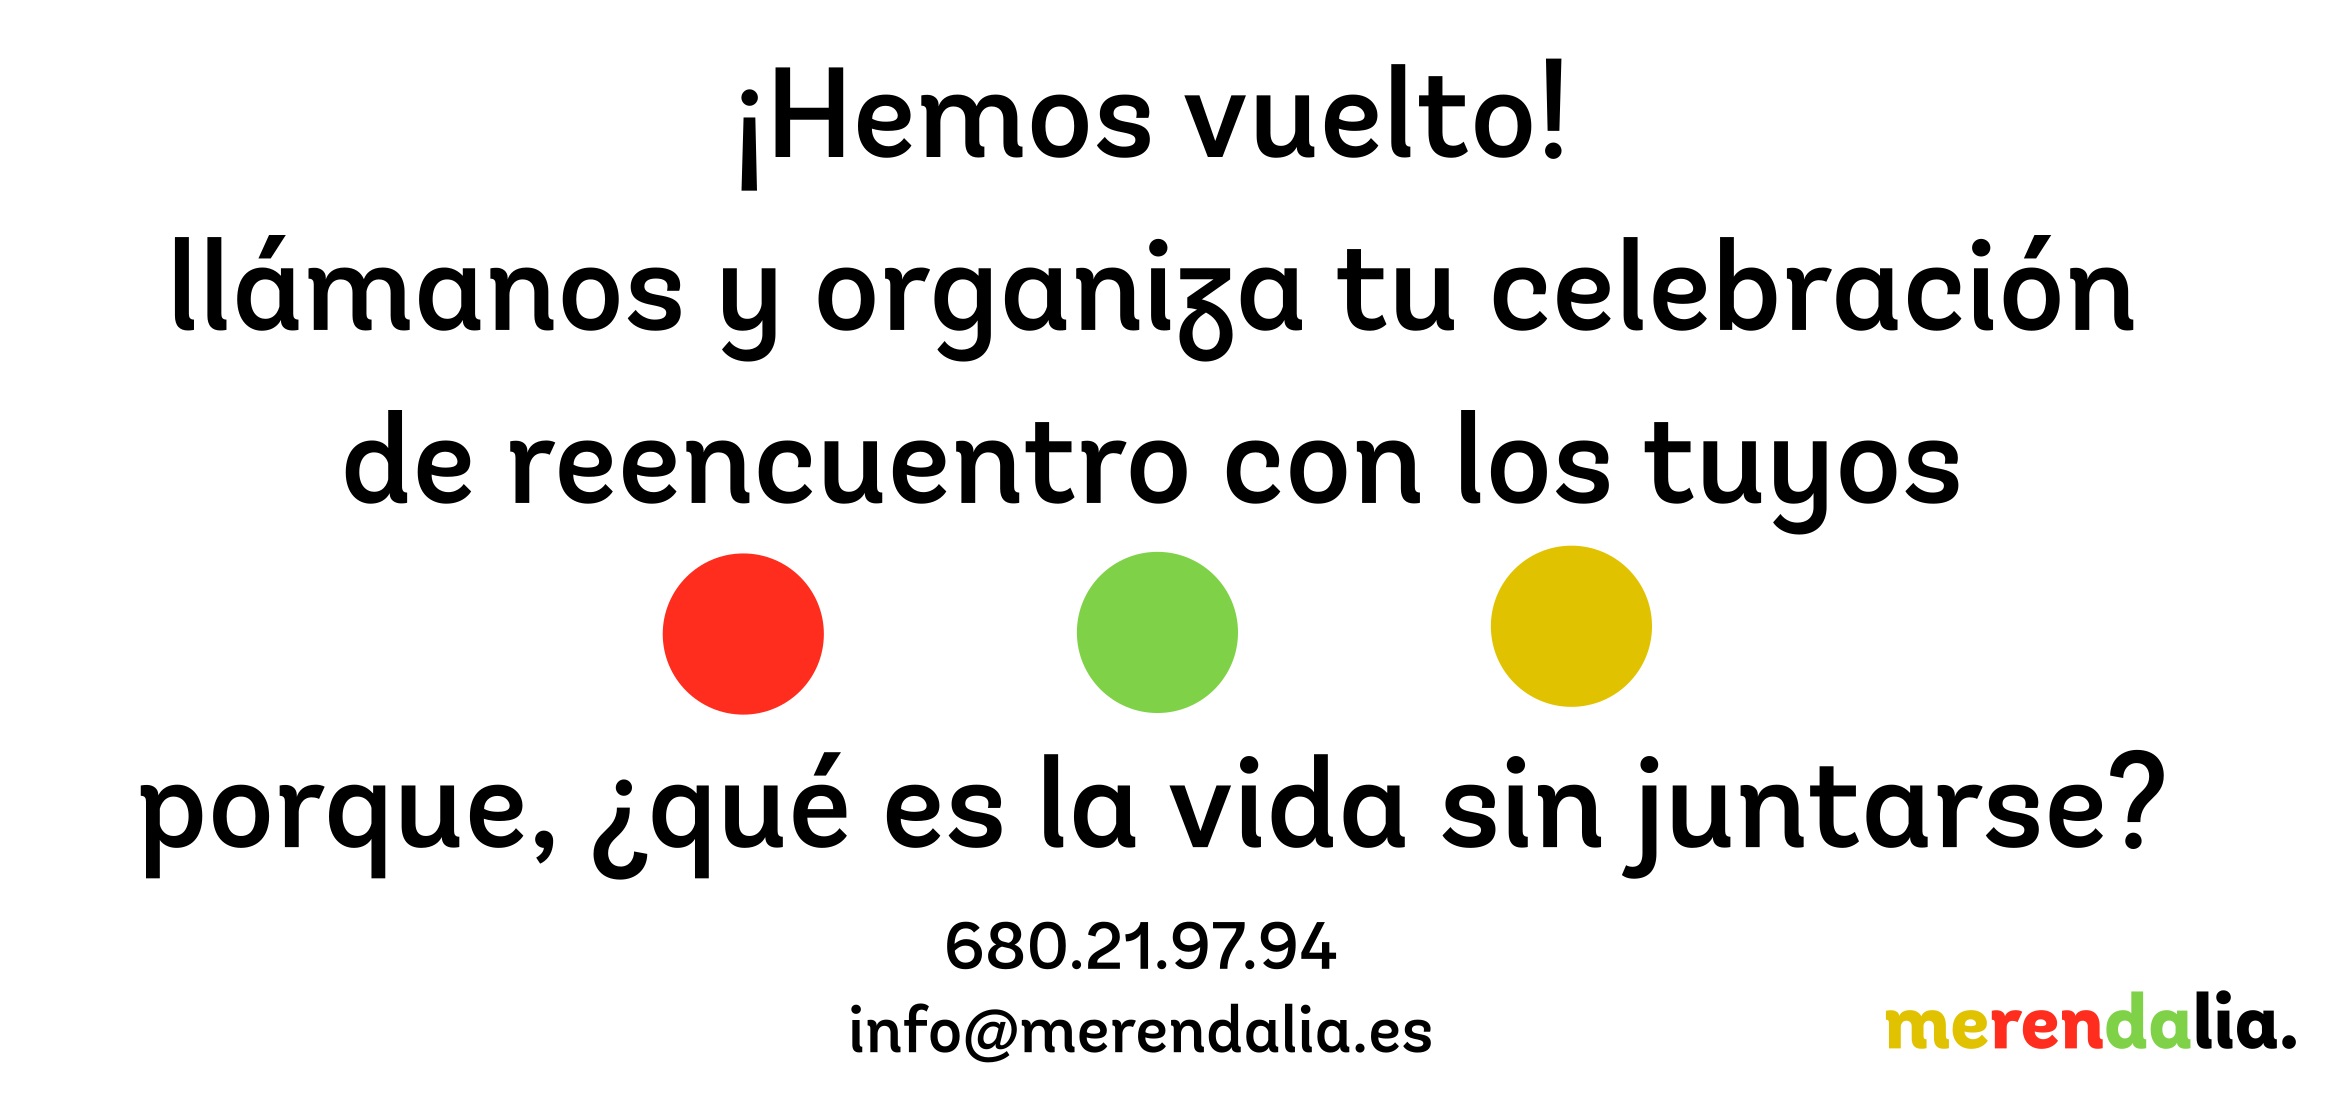 ¡Hemos vuelto!
llámanos y organiza tu celebración
de reencuentro con los tuyos
porque, ¿qué es la vida sin juntarse?
680.21.97.94
info@merendalia.es
merendalia.